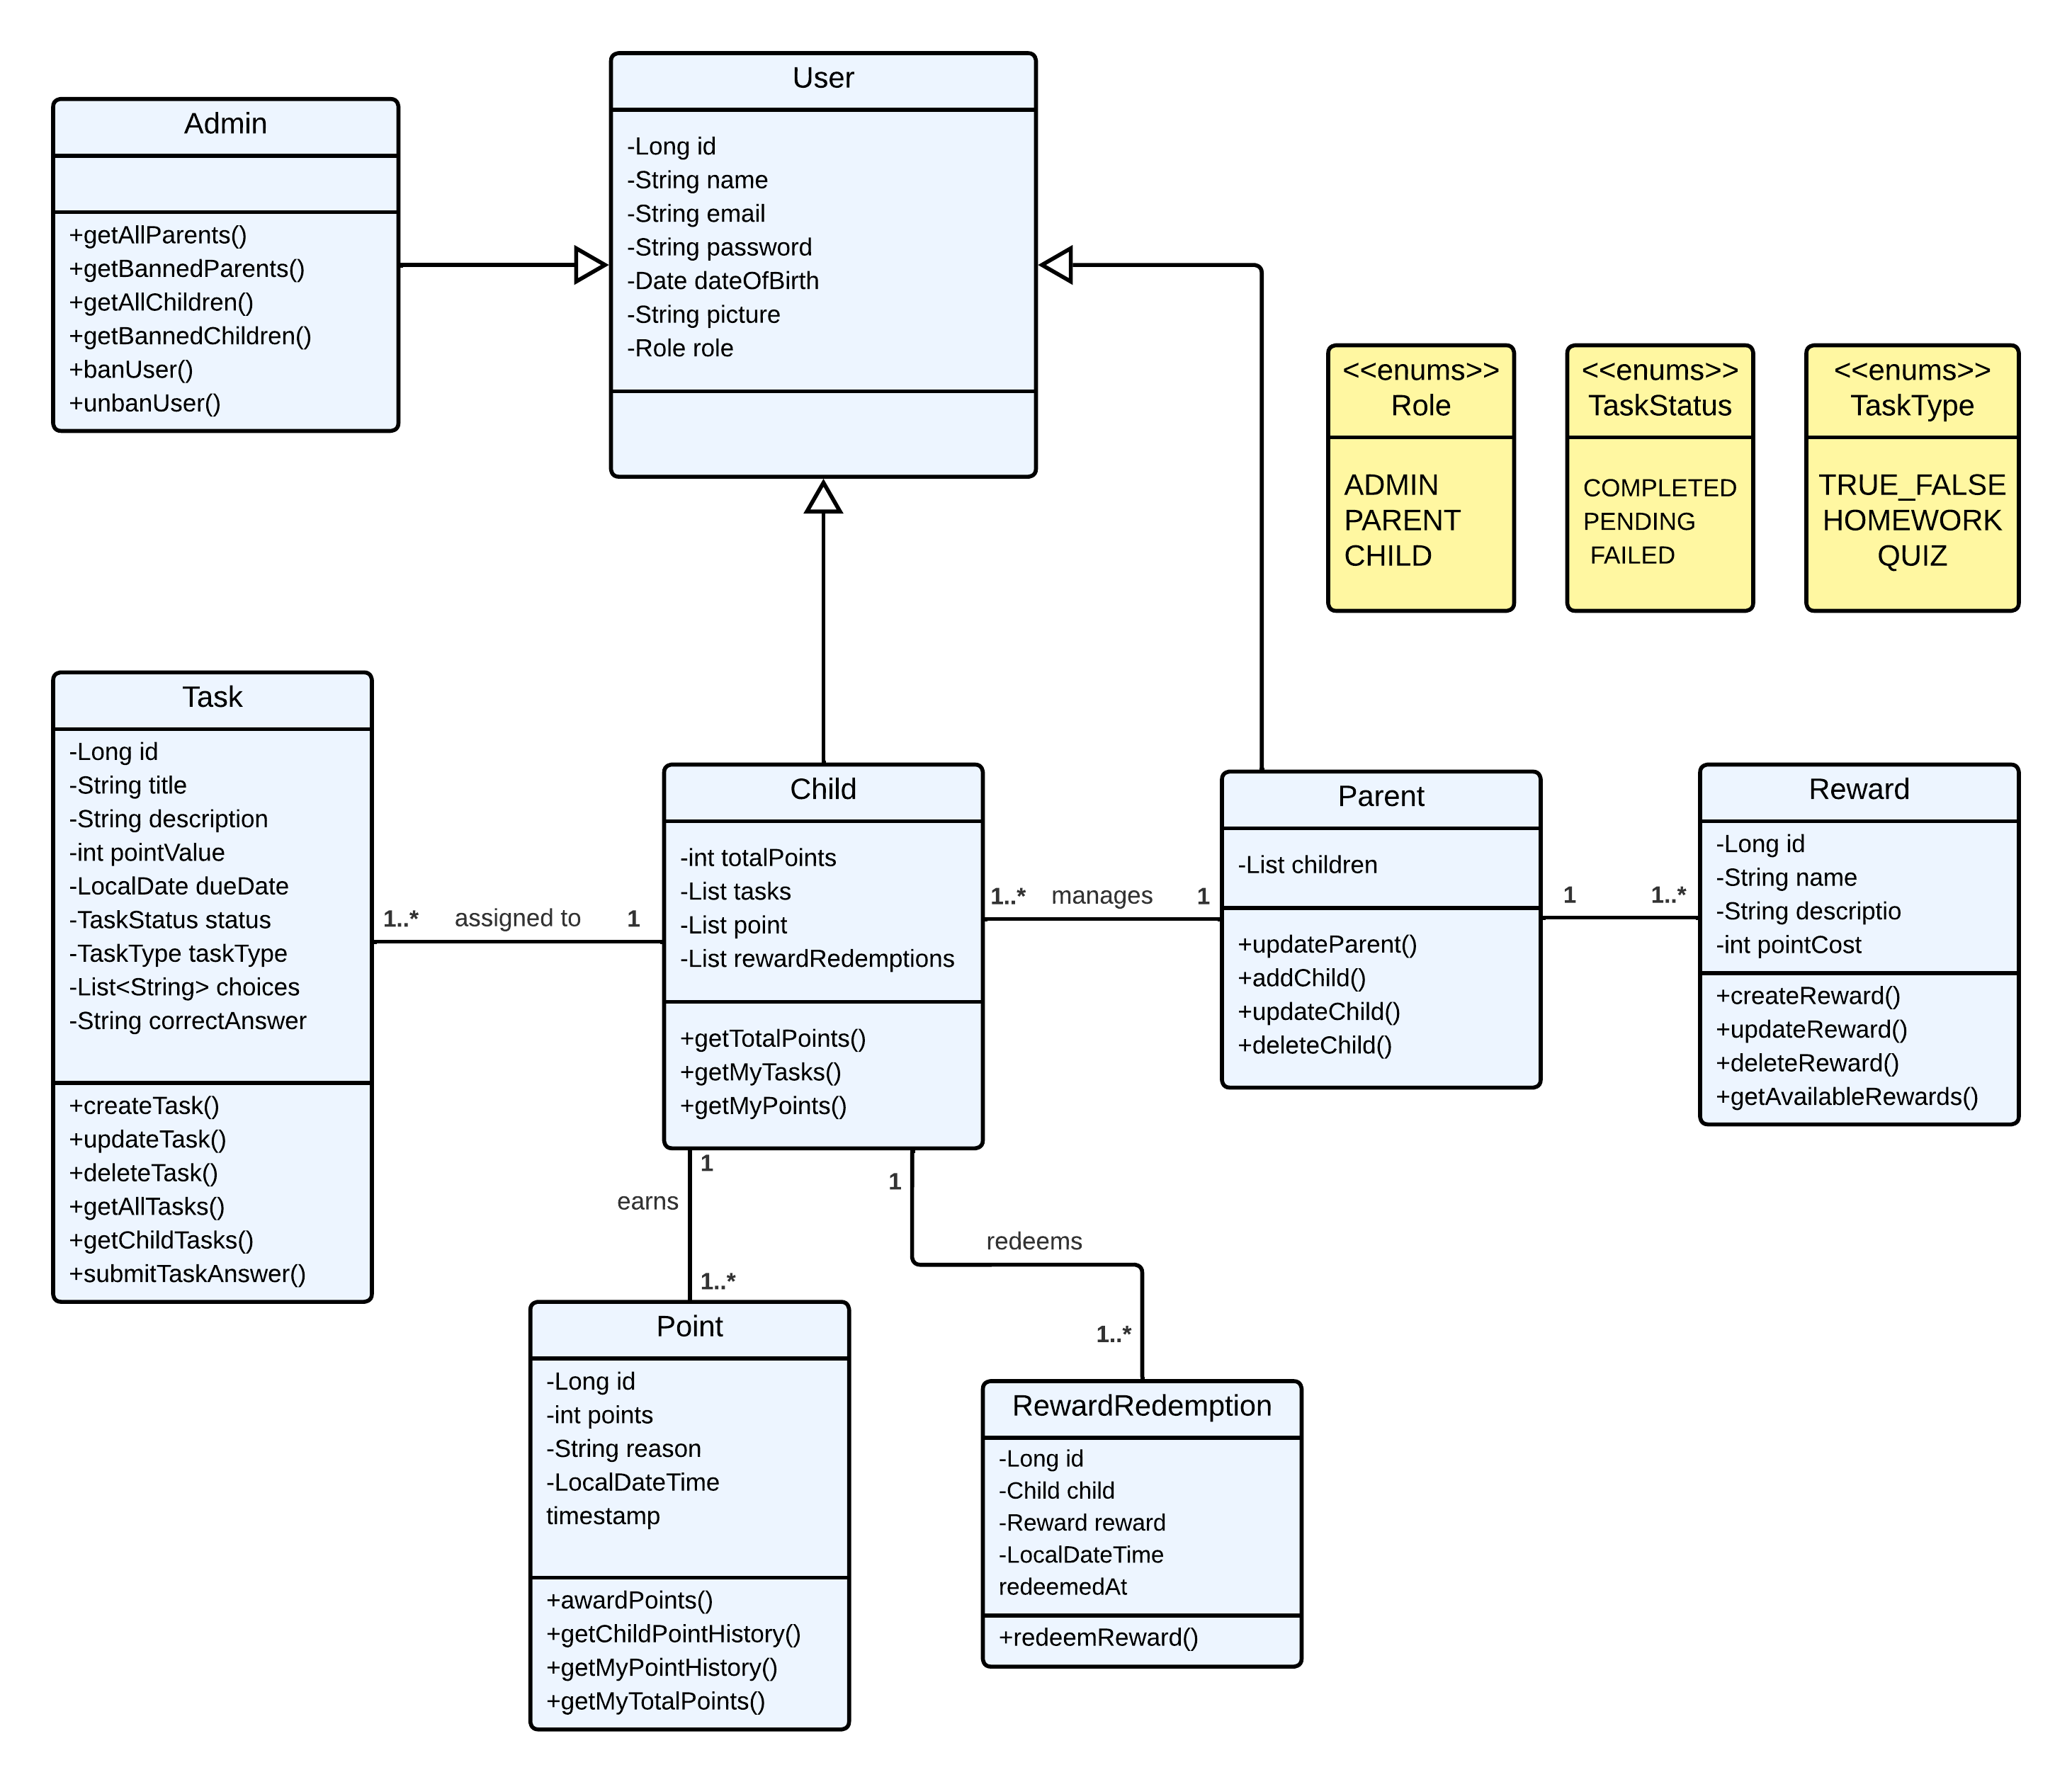 User
-Long id
-String name
-String email
-String password
-Date dateOfBirth
-String picture
-Role role
Admin
+getAllParents()
+getBannedParents()
+getAllChildren()
+getBannedChildren()
+banUser()
+unbanUser()
<<enums>>
Role
ADMIN
PARENT
CHILD
<<enums>>
TaskStatus
COMPLETED
PENDING
FAILED
<<enums>>
TaskType
TRUE_FALSE
HOMEWORK
QUIZ
Task
-Long id
-String title
-String description
-int pointValue
-LocalDate dueDate
-TaskStatus status
-TaskType taskType
-List<String> choices
-String correctAnswer
+createTask()
+updateTask()
+deleteTask()
+getAllTasks()
+getChildTasks()
+submitTaskAnswer()
1..* assigned to 1
Child
-int totalPoints
-List tasks
-List point
-List rewardRedemptions
+getTotalPoints()
+getMyTasks()
+getMyPoints()
1..* manages 1
Parent
-List children
+updateParent()
+addChild()
+updateChild()
+deleteChild()
1 1..*
Reward
-Long id
-String name
-String descriptio
-int pointCost
+createReward()
+updateReward()
+deleteReward()
+getAvailableRewards()
1
earns
1..*
1
redeems
1..*
Point
-Long id
-int points
-String reason
-LocalDateTime
timestamp
+awardPoints()
+getChildPointHistory()
+getMyPointHistory()
+getMyTotalPoints()
RewardRedemption
-Long id
-Child child
-Reward reward
-LocalDateTime
redeemedAt
+redeemReward()